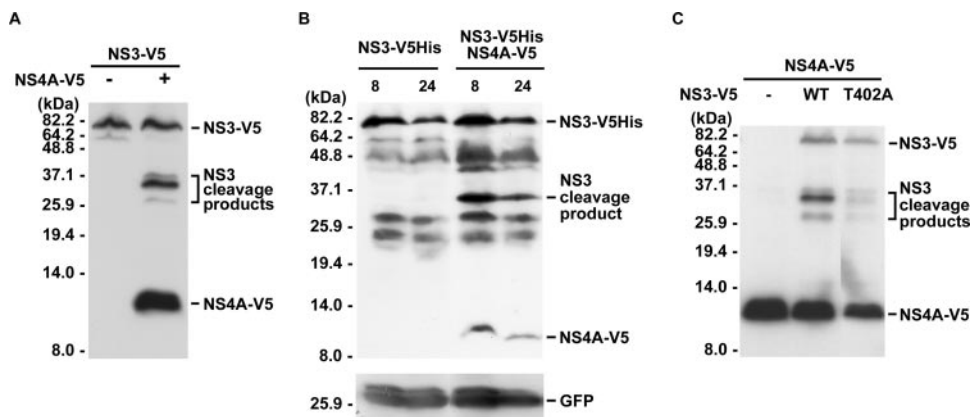 A
NS3-V5
NS4A-V5 - +
(kDa)
82.2 -
64.2 -
48.8 -
37.1 -
25.9 -
19.4 -
14.0 -
8.0 -
NS3-V5
NS3
cleavage
products
NS4A-V5
B
NS3-V5His
NS3-V5His
NS4A-V5
8 24 8 24
(kDa)
82.2 -
64.2 -
48.8 -
37.1 -
25.9 -
19.4 -
14.0 -
8.0 -
25.9 -
NS3-V5His
NS3
cleavage
product
NS4A-V5
GFP
C
NS4A-V5
NS3-V5 - WT T402A
(kDa)
82.2 -
64.2 -
48.8 -
37.1 -
25.9 -
19.4 -
14.0 -
8.0 -
NS3-V5
NS3
cleavage
products
NS4A-V5